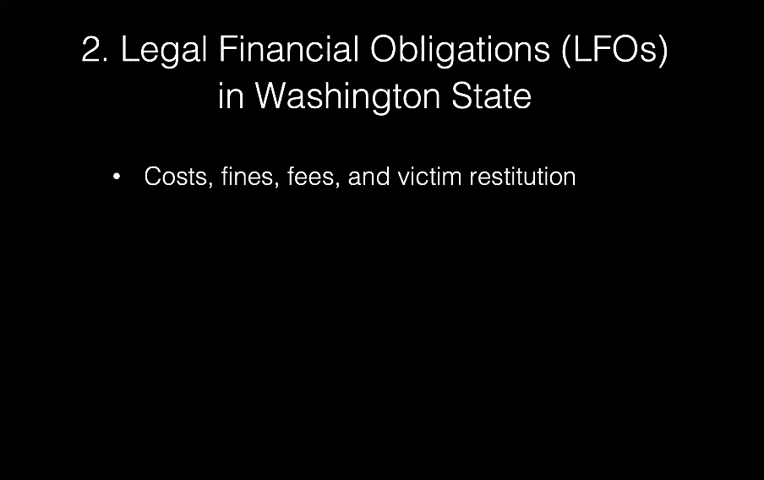 2. Legal Financial Obligations (LFOs)
in Washington State
• Costs, fines, fees, and victim restitution